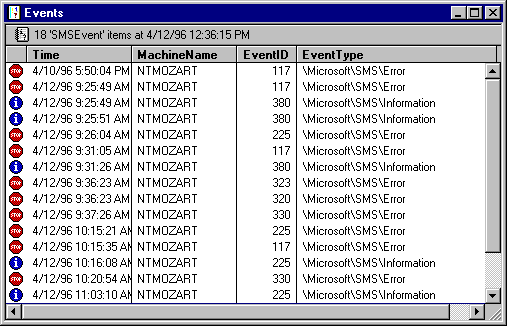 Events
18 'SMSEvent' items at 4/12/96 12:36:15 PM
Time MachineName EventID EventType
STOP 4/10/96 5:50:04 PM NTMOZART 117 \Microsoft\SMS\Error
STOP 4/12/96 9:25:49 AM NTMOZART 117 \Microsoft\SMS\Error
i 4/12/96 9:25:49 AM NTMOZART 380 \Microsoft\SMS\Information
i 4/12/96 9:25:51 AM NTMOZART 380 \Microsoft\SMS\Information
STOP 4/12/96 9:26:04 AM NTMOZART 225 \Microsoft\SMS\Error
STOP 4/12/96 9:31:05 AM NTMOZART 117 \Microsoft\SMS\Error
i 4/12/96 9:31:26 AM NTMOZART 380 \Microsoft\SMS\Information
STOP 4/12/96 9:36:23 AM NTMOZART 323 \Microsoft\SMS\Error
STOP 4/12/96 9:36:23 AM NTMOZART 320 \Microsoft\SMS\Error
STOP 4/12/96 9:37:26 AM NTMOZART 330 \Microsoft\SMS\Error
STOP 4/12/96 10:15:21 AM NTMOZART 225 \Microsoft\SMS\Error
STOP 4/12/96 10:15:35 AM NTMOZART 117 \Microsoft\SMS\Error
i 4/12/96 10:16:08 AM NTMOZART 225 \Microsoft\SMS\Information
STOP 4/12/96 10:20:54 AM NTMOZART 330 \Microsoft\SMS\Error
i 4/12/96 11:03:10 AM NTMOZART 225 \Microsoft\SMS\Information